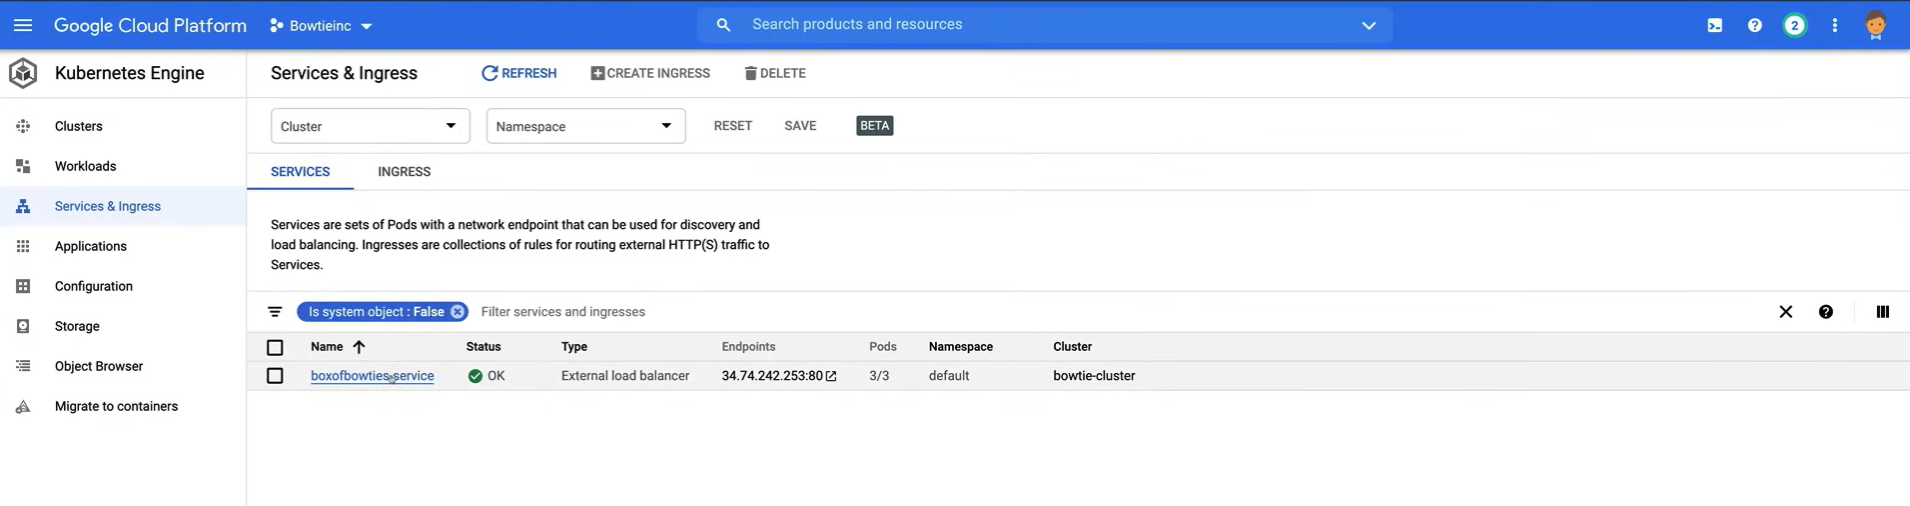 Google Cloud Platform
Bowtieinc
Search products and resources
2
Kubernetes Engine
Services & Ingress
REFRESH
CREATE INGRESS
DELETE
Clusters
Workloads
Services & Ingress
Applications
Configuration
Storage
Object Browser
Migrate to containers
Cluster
Namespace
RESET
SAVE
BETA
SERVICES
INGRESS
Services are sets of Pods with a network endpoint that can be used for discovery and
load balancing. Ingresses are collections of rules for routing external HTTP(S) traffic to
Services.
Is system object : False
Filter services and ingresses
Name Status Type Endpoints Pods Namespace Cluster
boxofbowties-service OK External load balancer 34.74.242.253:80 3/3 default bowtie-cluster